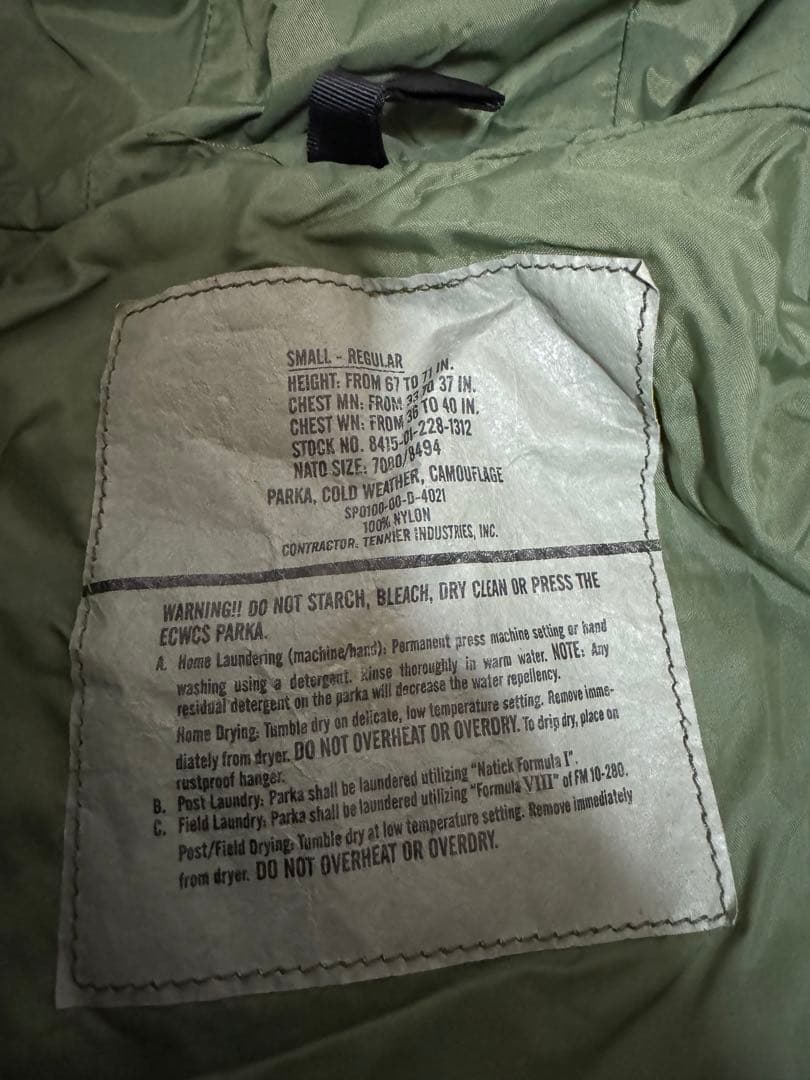 SMALL - REGULAR
HEIGHT: FROM 67 TO 71 IN.
CHEST MN: FROM 33 TO 37 IN.
CHEST WN: FROM 36 TO 40 IN.
STOCK NO. 8415-01-228-1312
NATO SIZE: 7080/8494
PARKA, COLD WEATHER, CAMOUFLAGE
SPO100-00-D-4021
100% NYLON
CONTRACTOR: TENNIER INDUSTRIES, INC.
WARNING!! DO NOT STARCH, BLEACH, DRY CLEAN OR PRESS THE
ECWCS PARKA.
A. Home Laundering (machine/hand): Permanent press machine setting or hand
washing using a detergent. Rinse thoroughly in warm water. NOTE: Any
residual detergent on the parka will decrease the water repellency.
Home Drying: Tumble dry on delicate, low temperature setting. Remove imme-
diately from dryer. DO NOT OVERHEAT OR OVERDRY. To drip dry, place on
rustproof hanger.
B. Post Laundry: Parka shall be laundered utilizing "Natick Formula I".
C. Field Laundry: Parka shall be laundered utilizing "Formula VIII" of FM 10-280.
Post/Field Drying: Tumble dry at low temperature setting. Remove immediately
from dryer. DO NOT OVERHEAT OR OVERDRY.